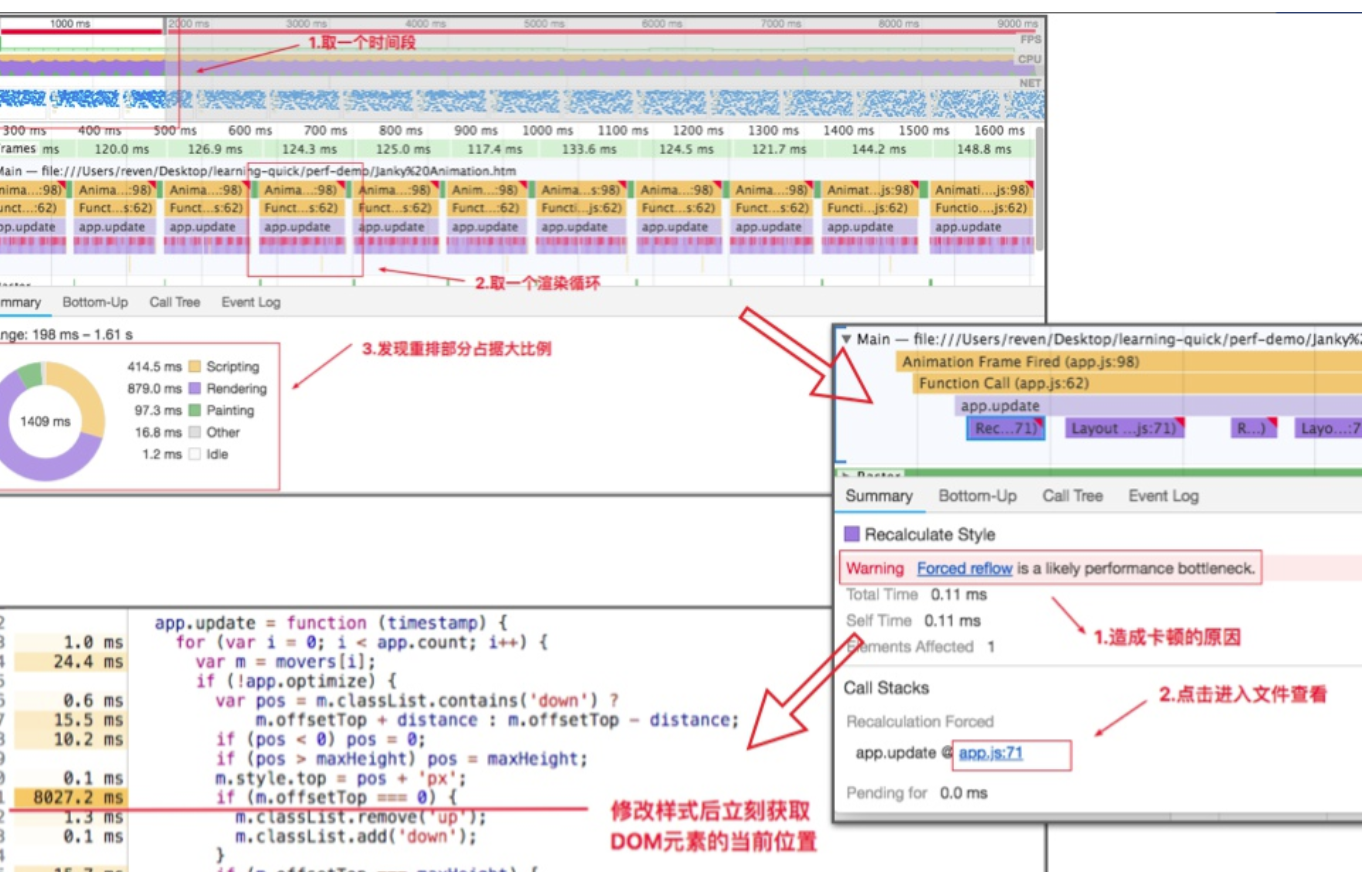 1000 ms 2000 ms 3000 ms 4000 ms 5000 ms 6000 ms 7000 ms 8000 ms 9000 ms
1.取一个时间段
FPS
CPU
NET
300 ms 400 ms 500 ms 600 ms 700 ms 800 ms 900 ms 1000 ms 1100 ms 1200 ms 1300 ms 1400 ms 1500 ms 1600 ms
rames ms 120.0 ms 126.9 ms 124.3 ms 125.0 ms 117.4 ms 133.6 ms 124.5 ms 121.7 ms 144.2 ms 148.8 ms
Main — file:///Users/reven/Desktop/learning-quick/perf-demo/Janky%20Animation.htm
nima...:98) Anima...:98) Anima...:98) Anima...:98) Anima...:98) Anim...:98) Anima...s:98) Anima...:98) Anima...:98) Animat...js:98) Animati....js:98)
unct...:62) Funct...s:62) Funct...s:62) Funct...s:62) Funct...s:62) Funct...:62) Functi...js:62) Funct...s:62) Funct...s:62) Functi...js:62) Functio....js:62)
pp.update app.update app.update app.update app.update app.update app.update app.update app.update app.update app.update
2.取一个渲染循环
mmary Bottom-Up Call Tree Event Log
nge: 198 ms – 1.61 s
3.发现重排部分占据大比例
414.5 ms Scripting
879.0 ms Rendering
97.3 ms Painting
16.8 ms Other
1.2 ms Idle
1409 ms
Main — file:///Users/reven/Desktop/learning-quick/perf-demo/Janky%2
Animation Frame Fired (app.js:98)
Function Call (app.js:62)
app.update
Rec...71) Layout ...js:71) R...) Layo...:7
Raster
Summary Bottom-Up Call Tree Event Log
Recalculate Style
Warning Forced reflow is a likely performance bottleneck.
Total Time 0.11 ms
Self Time 0.11 ms
Elements Affected 1
1.造成卡顿的原因
Call Stacks
2.点击进入文件查看
Recalculation Forced
app.update @ app.js:71
Pending for 0.0 ms
app.update = function (timestamp) {
1.0 ms for (var i = 0; i < app.count; i++) {
24.4 ms var m = movers[i];
if (!app.optimize) {
0.6 ms var pos = m.classList.contains('down') ?
15.5 ms m.offsetTop + distance : m.offsetTop - distance;
10.2 ms if (pos < 0) pos = 0;
if (pos > maxHeight) pos = maxHeight;
0.1 ms m.style.top = pos + 'px';
8027.2 ms if (m.offsetTop === 0) {
1.3 ms m.classList.remove('up');
0.1 ms m.classList.add('down');
}
修改样式后立刻获取
DOM元素的当前位置